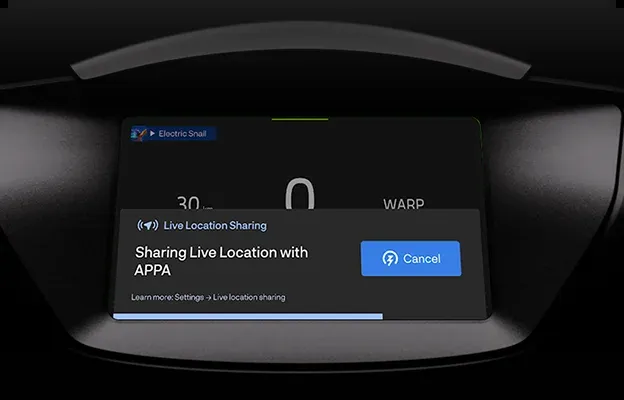 Electric Snail
30 km
0
WARP
Live Location Sharing
Sharing Live Location with
APPA
Cancel
Learn more: Settings → Live location sharing